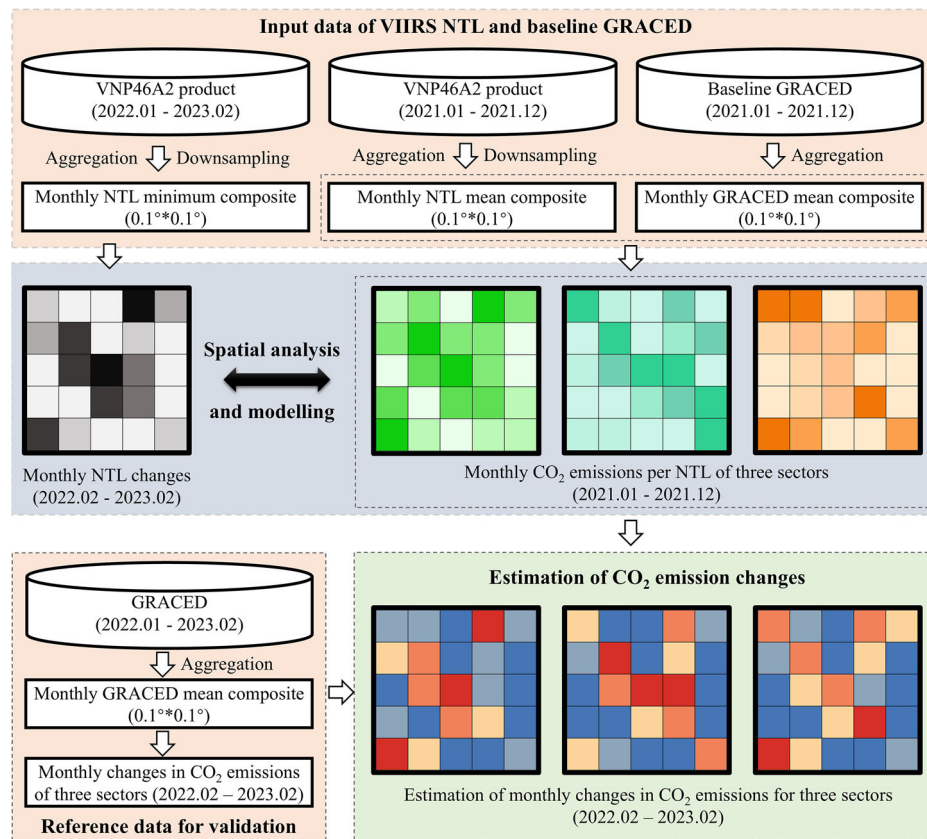 Input data of VIIRS NTL and baseline GRACED
VNP46A2 product
(2022.01 - 2023.02)
VNP46A2 product
(2021.01 - 2021.12)
Baseline GRACED
(2021.01 - 2021.12)
Aggregation
Downsampling
Aggregation
Downsampling
Aggregation
Monthly NTL minimum composite
(0.1°*0.1°)
Monthly NTL mean composite
(0.1°*0.1°)
Monthly GRACED mean composite
(0.1°*0.1°)
Spatial analysis
and modelling
Monthly NTL changes
(2022.02 - 2023.02)
Monthly CO₂ emissions per NTL of three sectors
(2021.01 - 2021.12)
GRACED
(2022.01 - 2023.02)
Aggregation
Monthly GRACED mean composite
(0.1°*0.1°)
Monthly changes in CO₂ emissions
of three sectors (2022.02 – 2023.02)
Reference data for validation
Estimation of CO₂ emission changes
Estimation of monthly changes in CO₂ emissions for three sectors
(2022.02 – 2023.02)